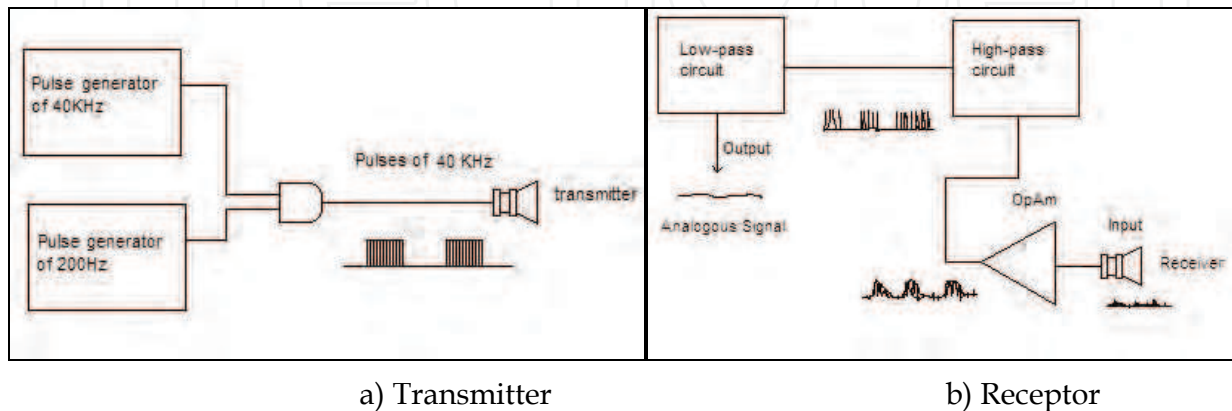 Pulse generator
of 40KHz
Pulse generator
of 200Hz
Pulses of 40 KHz
transmitter
Low-pass
circuit
High-pass
circuit
Output
Analogous Signal
OpAm
Input
Receiver
a) Transmitter
b) Receptor